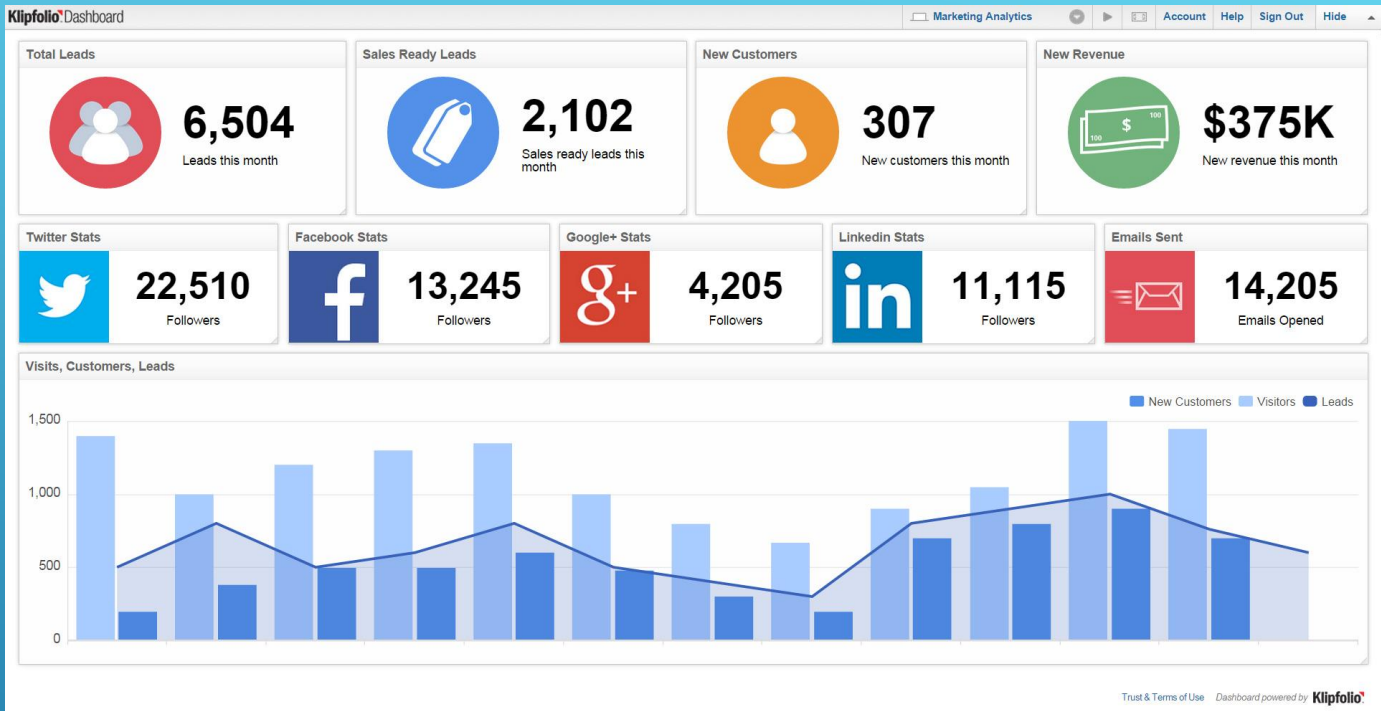 Klipfolio Dashboard
Marketing Analytics
Account
Help
Sign Out
Hide
Total Leads
6,504
Leads this month
Sales Ready Leads
2,102
Sales ready leads this
month
New Customers
307
New customers this month
New Revenue
$ 100
100
$375K
New revenue this month
Twitter Stats
22,510
Followers
Facebook Stats
f
13,245
Followers
Google+ Stats
g+
4,205
Followers
Linkedin Stats
in
11,115
Followers
Emails Sent
14,205
Emails Opened
Visits, Customers, Leads
New Customers Visitors Leads
1,500
1,000
500
0
Trust & Terms of Use Dashboard powered by Klipfolio